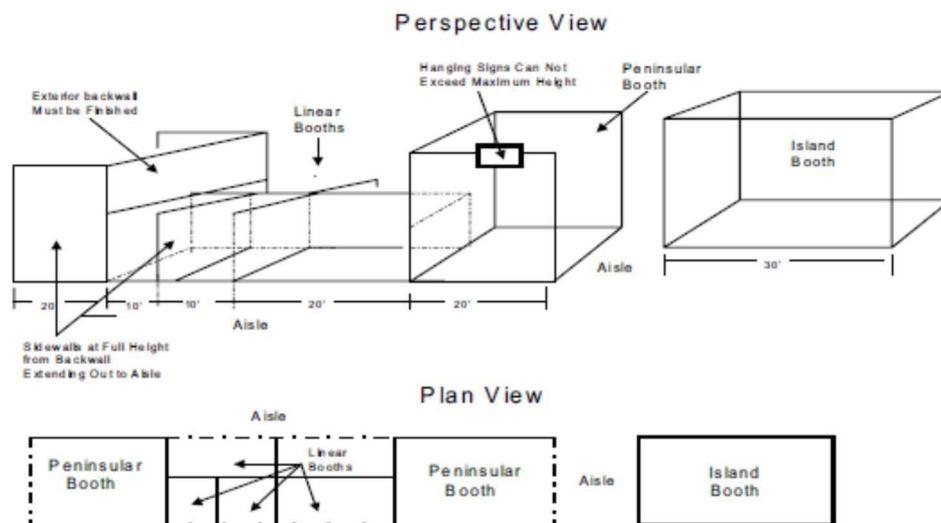 Perspective View
Hanging Signs Can Not
Exceed Maximum Height
Peninsular
Booth
Exterior backwall
Must be Finished
Linear
Booths
Island
Booth
Aisle
20'
10'
10'
20'
20'
30'
Aisle
Sidewalls at Full Height
from Backwall
Extending Out to Aisle
Plan View
Aisle
Peninsular
Booth
Linear
Booths
Peninsular
Booth
Aisle
Island
Booth